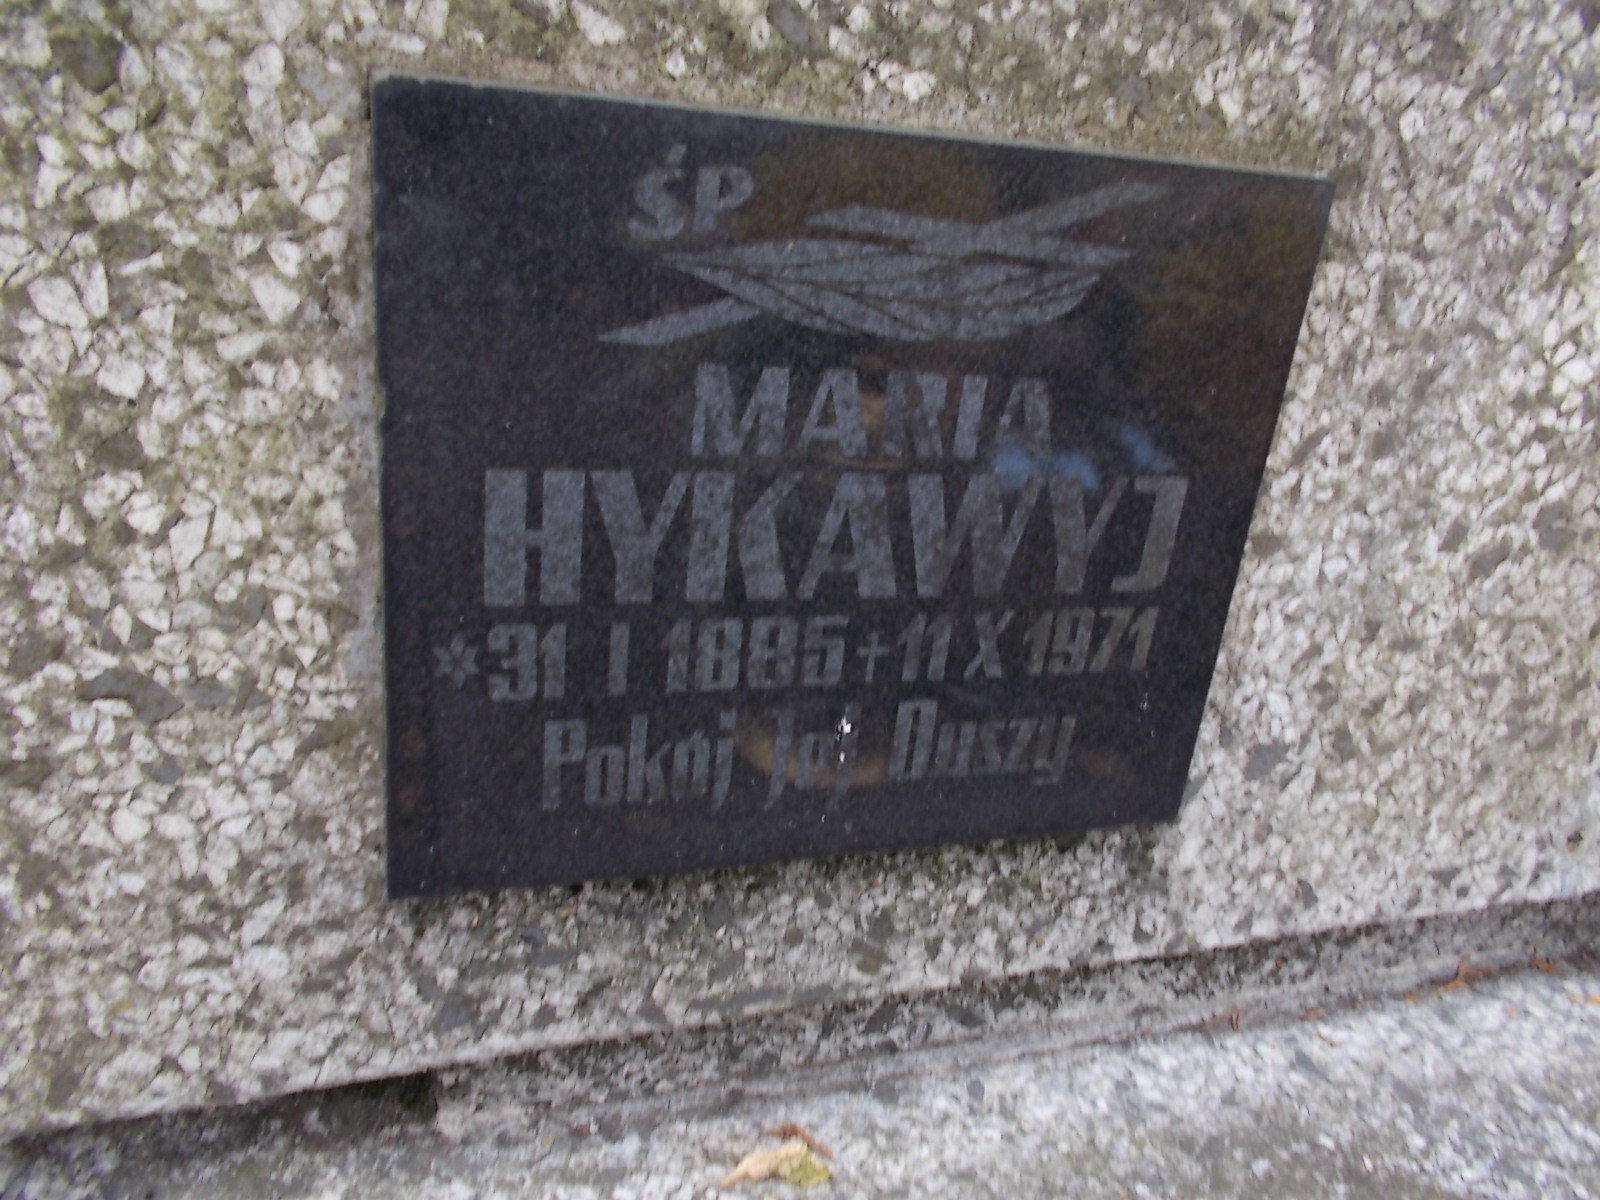 ŚP
MARIA
HYKAWYJ
*31 I 1885 + 11 X 1971
Pokój Jej Duszy